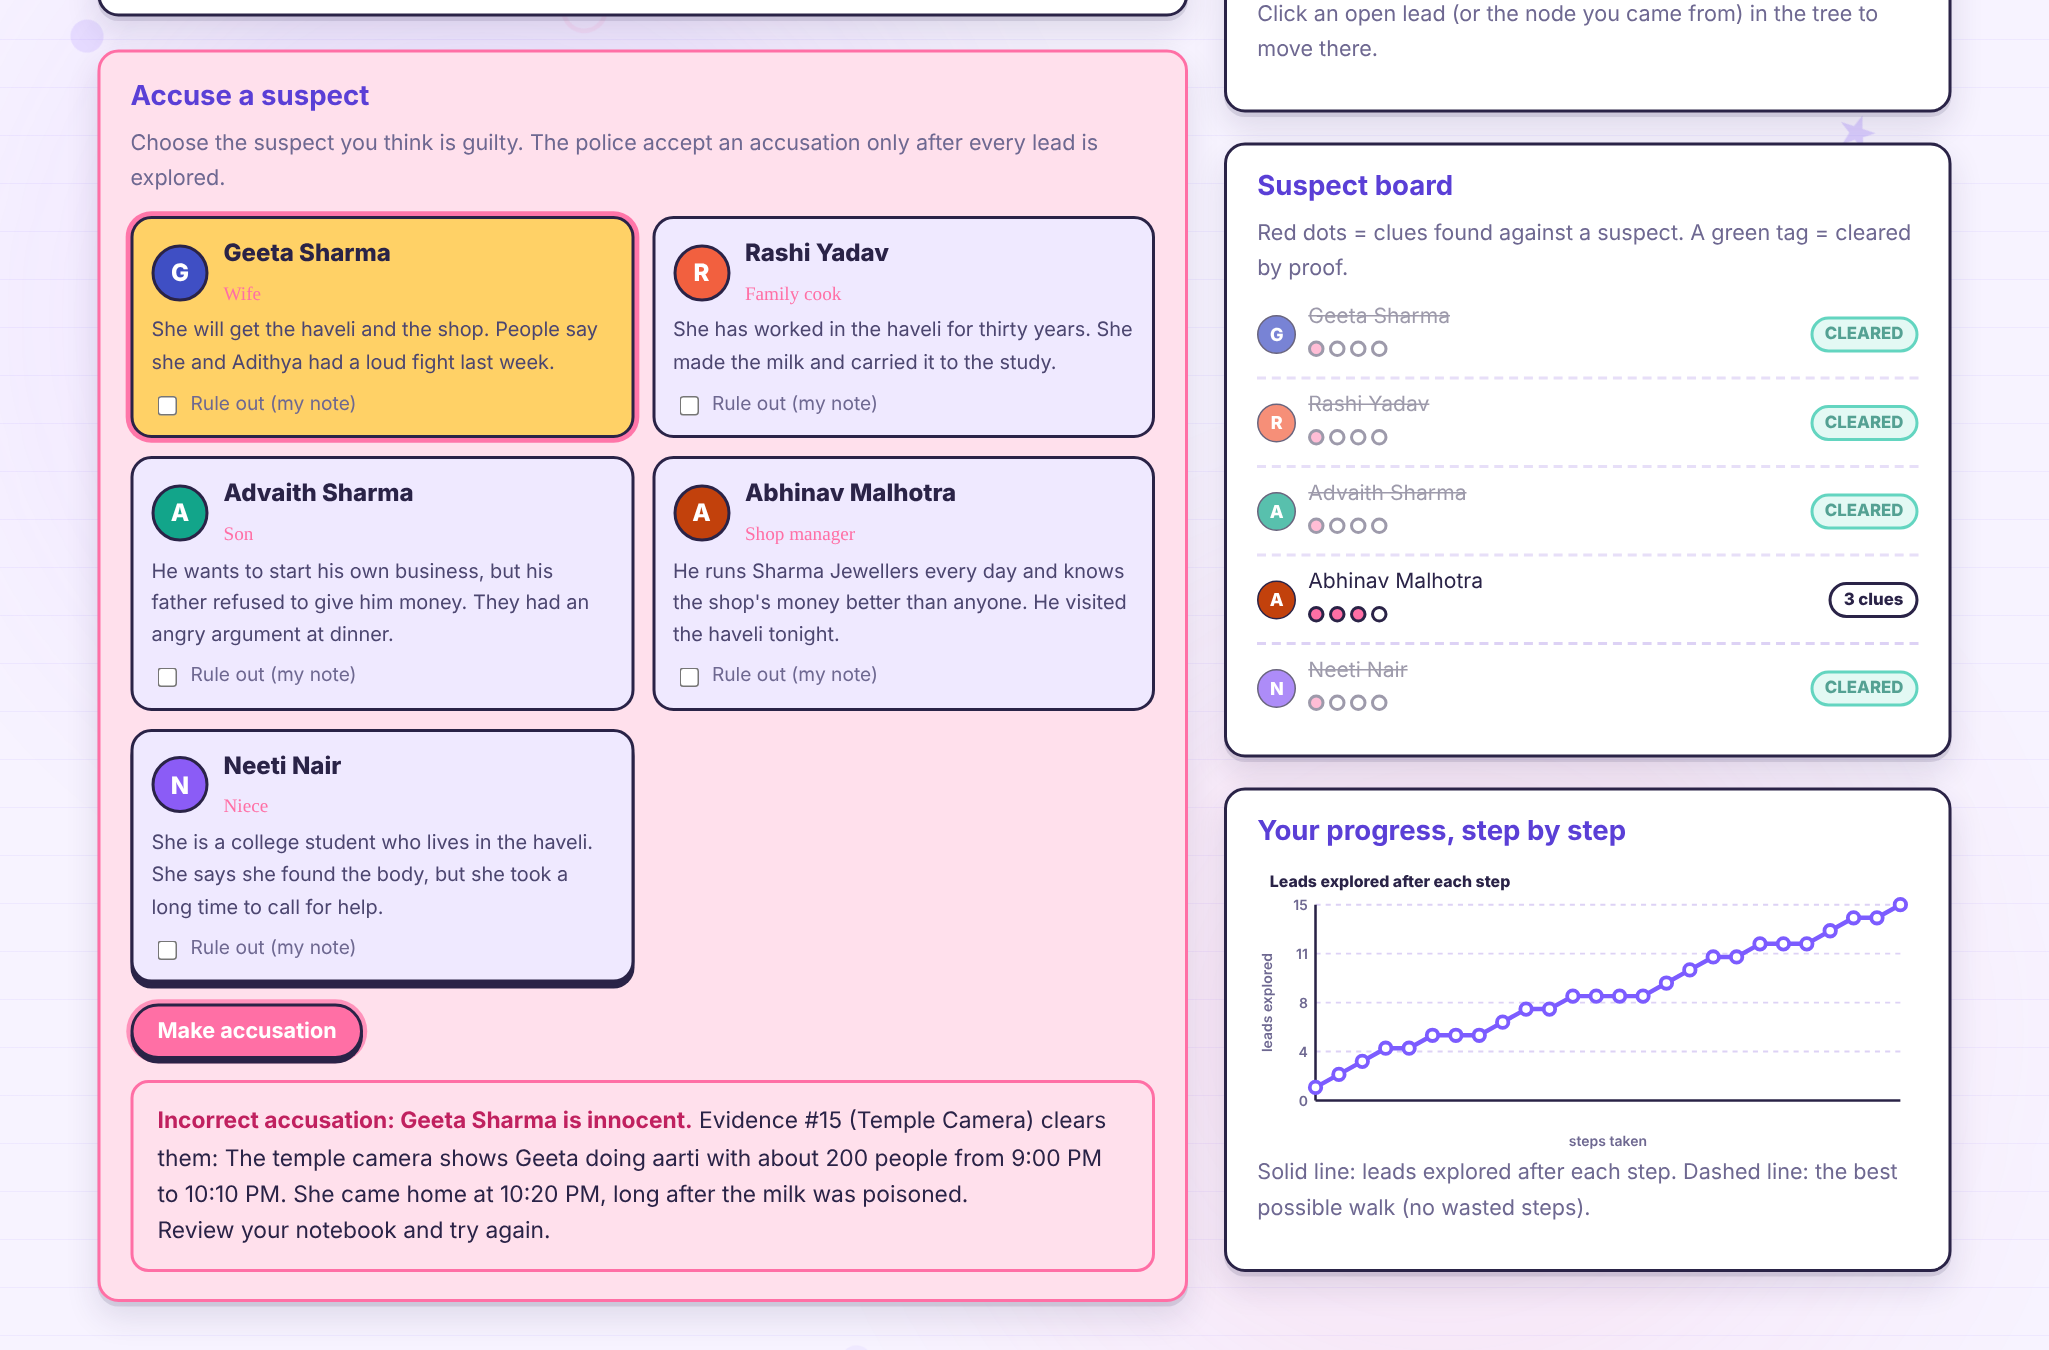 Accuse a suspect
Choose the suspect you think is guilty. The police accept an accusation only after every lead is
explored.
G
Geeta Sharma
Wife
She will get the haveli and the shop. People say
she and Adithya had a loud fight last week.
Rule out (my note)
R
Rashi Yadav
Family cook
She has worked in the haveli for thirty years. She
made the milk and carried it to the study.
Rule out (my note)
A
Advaith Sharma
Son
He wants to start his own business, but his
father refused to give him money. They had an
angry argument at dinner.
Rule out (my note)
A
Abhinav Malhotra
Shop manager
He runs Sharma Jewellers every day and knows
the shop's money better than anyone. He visited
the haveli tonight.
Rule out (my note)
N
Neeti Nair
Niece
She is a college student who lives in the haveli.
She says she found the body, but she took a
long time to call for help.
Rule out (my note)
Make accusation
Incorrect accusation: Geeta Sharma is innocent. Evidence #15 (Temple Camera) clears
them: The temple camera shows Geeta doing aarti with about 200 people from 9:00 PM
to 10:10 PM. She came home at 10:20 PM, long after the milk was poisoned.
Review your notebook and try again.
Click an open lead (or the node you came from) in the tree to
move there.
Suspect board
Red dots = clues found against a suspect. A green tag = cleared
by proof.
G
Geeta Sharma
CLEARED
R
Rashi Yadav
CLEARED
A
Advaith Sharma
CLEARED
A
Abhinav Malhotra
3 clues
N
Neeti Nair
CLEARED
Your progress, step by step
Leads explored after each step
15
11
8
4
0
leads explored
steps taken
Solid line: leads explored after each step. Dashed line: the best
possible walk (no wasted steps).